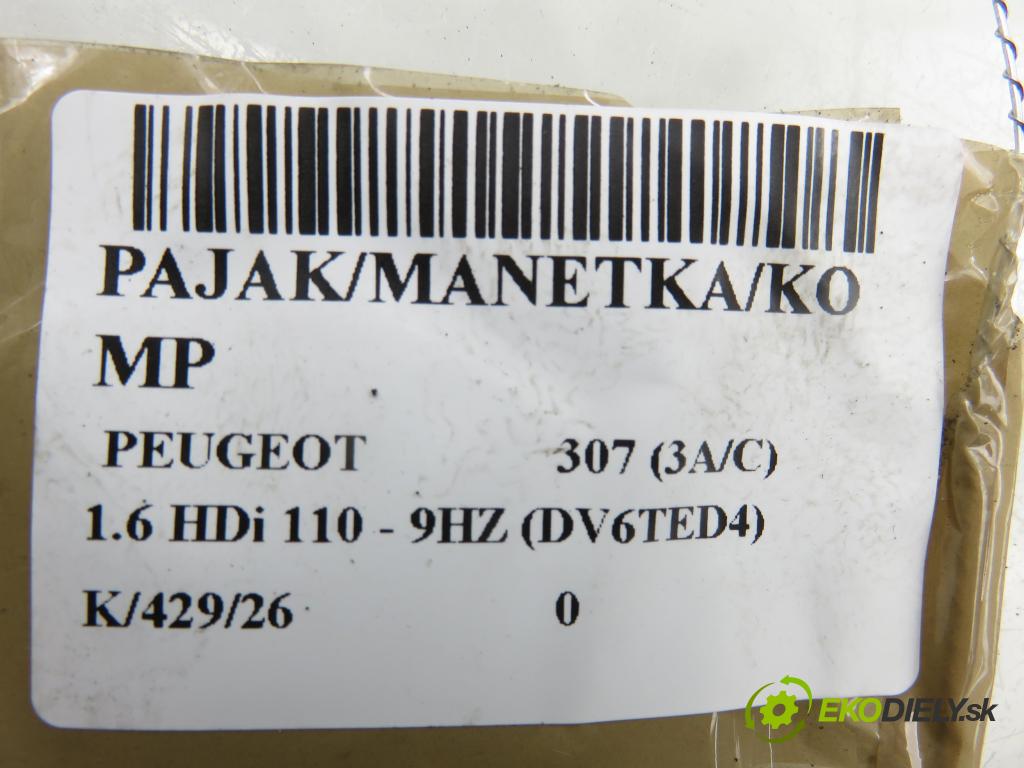 PAJAK/MANETKA/KO
MP
PEUGEOT 307 (3A/C)
1.6 HDi 110 - 9HZ (DV6TED4)
K/429/26 0
EKODIELY.sk